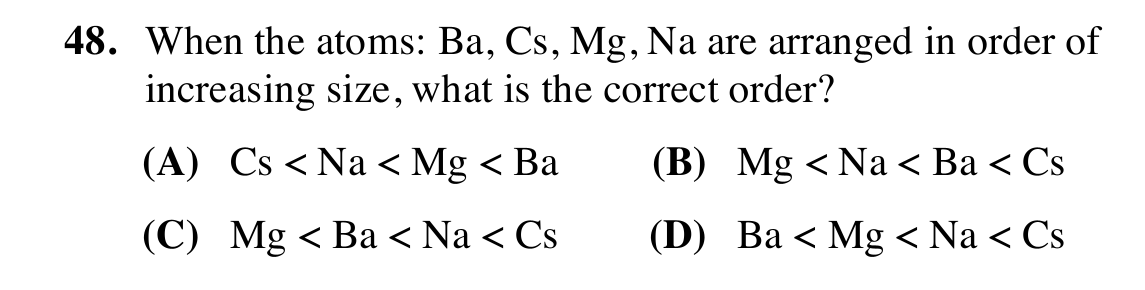 48. When the atoms: Ba, Cs, Mg, Na are arranged in order of
increasing size, what is the correct order?
(A) Cs < Na < Mg < Ba (B) Mg < Na < Ba < Cs
(C) Mg < Ba < Na < Cs (D) Ba < Mg < Na < Cs